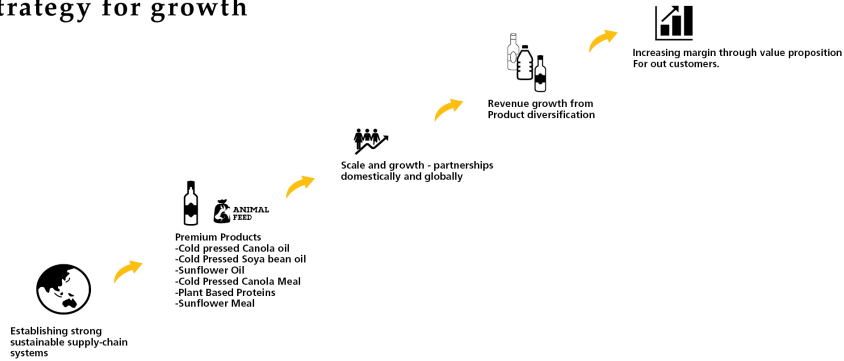 trategy for growth
Increasing margin through value proposition
For out customers.
Revenue growth from
Product diversification
Scale and growth - partnerships
domestically and globally
ANIMAL
FEED
Premium Products
-Cold pressed Canola oil
-Cold Pressed Soya bean oil
-Sunflower Oil
-Cold Pressed Canola Meal
-Plant Based Proteins
-Sunflower Meal
Establishing strong
sustainable supply-chain
systems